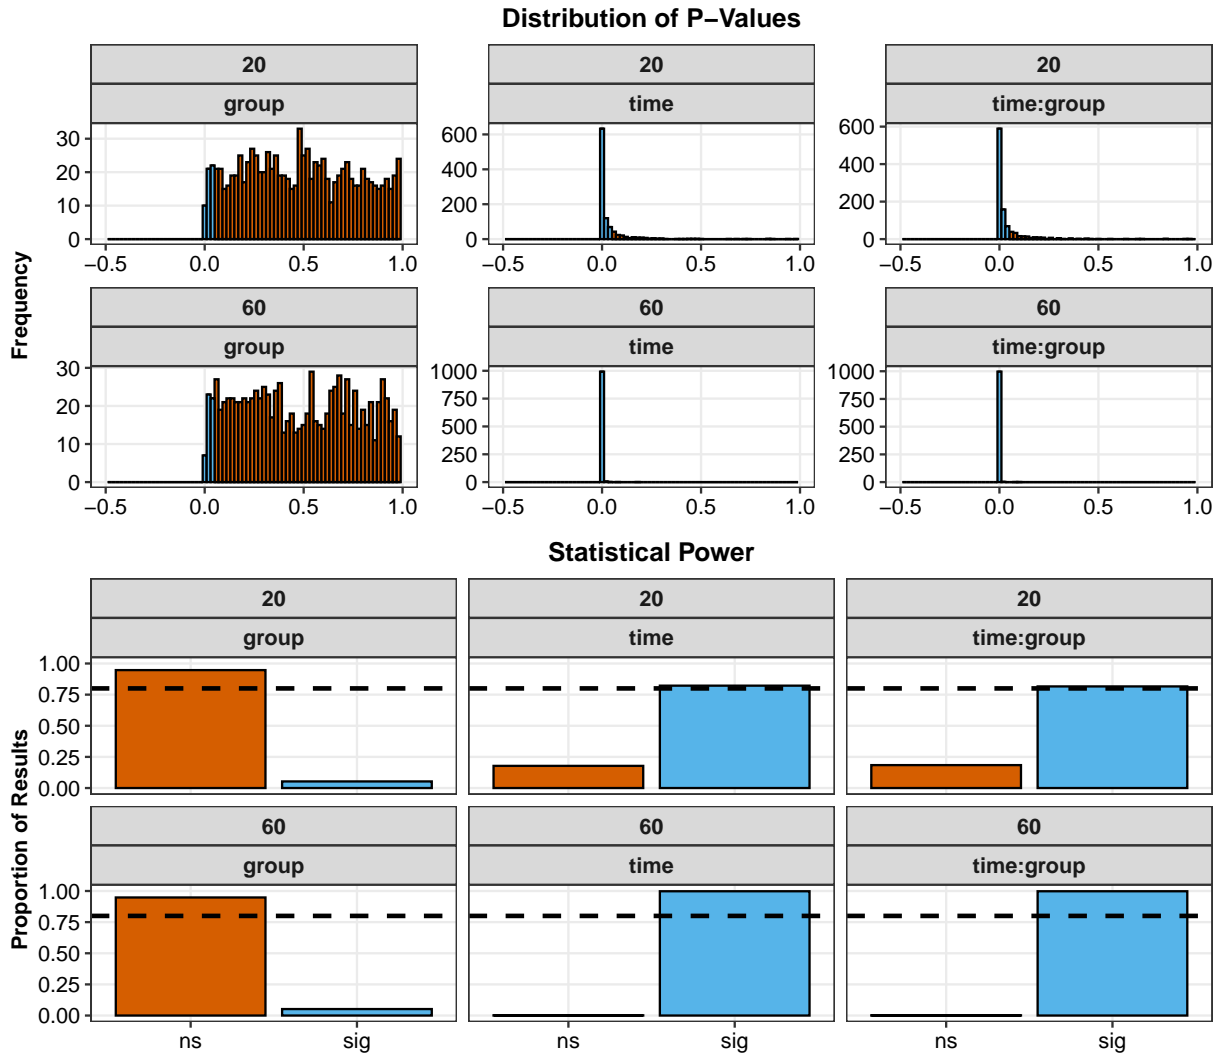 Distribution of P−Values
20
20
20
group
time
time:group
30
20
10
0
600
400
200
0
600
400
200
0
−0.5 0.0 0.5 1.0
−0.5 0.0 0.5 1.0
−0.5 0.0 0.5 1.0
Frequency
60
60
60
group
time
time:group
30
20
10
0
1000
750
500
250
0
1000
750
500
250
0
−0.5 0.0 0.5 1.0
−0.5 0.0 0.5 1.0
−0.5 0.0 0.5 1.0
Statistical Power
20
20
20
group
time
time:group
1.00
0.75
0.50
0.25
0.00
Proportion of Results
60
60
60
group
time
time:group
1.00
0.75
0.50
0.25
0.00
ns sig
ns sig
ns sig